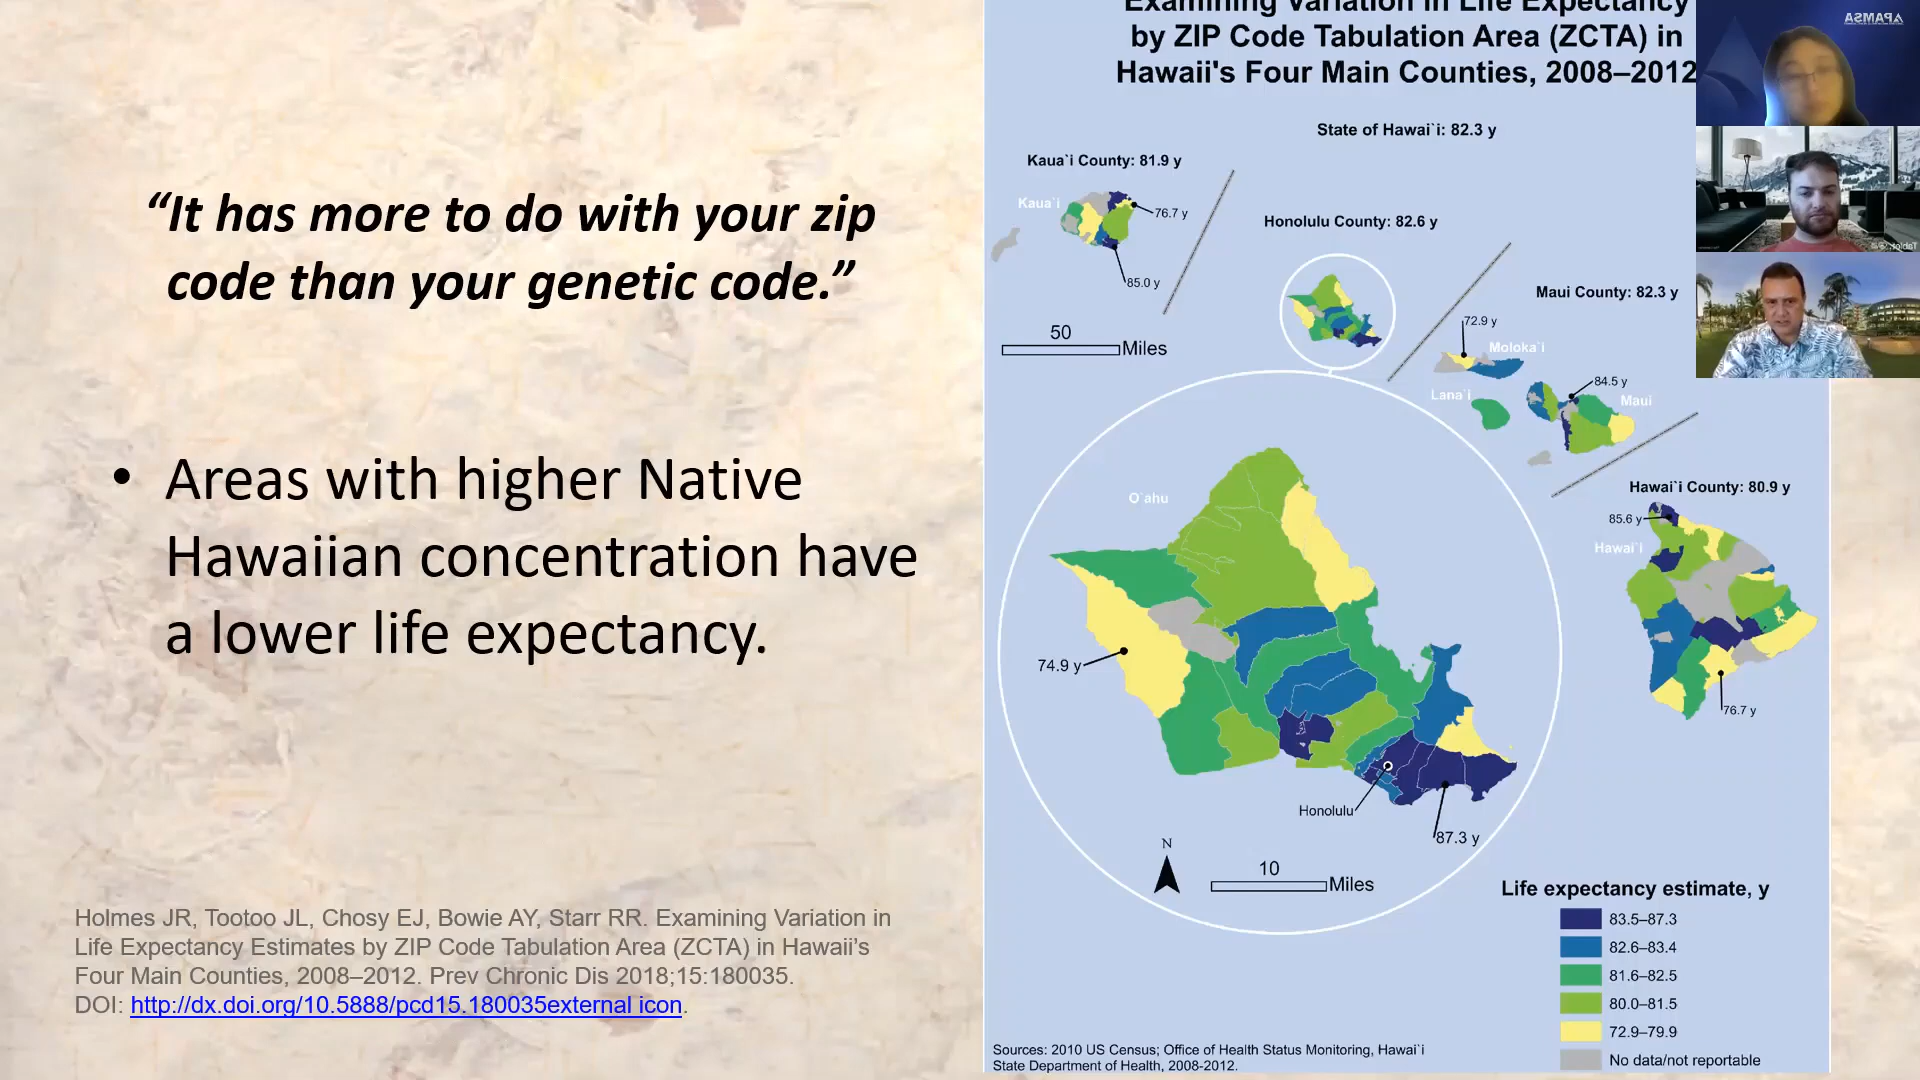 “It has more to do with your zip
code than your genetic code.”
• Areas with higher Native
Hawaiian concentration have
a lower life expectancy.
Holmes JR, Tootoo JL, Chosy EJ, Bowie AY, Starr RR. Examining Variation in
Life Expectancy Estimates by ZIP Code Tabulation Area (ZCTA) in Hawaii’s
Four Main Counties, 2008–2012. Prev Chronic Dis 2018;15:180035.
DOI: http://dx.doi.org/10.5888/pcd15.180035external icon.
Examining Variation in Life Expectancy
by ZIP Code Tabulation Area (ZCTA) in
Hawaii's Four Main Counties, 2008–2012
State of Hawai`i: 82.3 y
Kaua`i County: 81.9 y
Kaua`i
76.7 y
85.0 y
50
Miles
Honolulu County: 82.6 y
Maui County: 82.3 y
72.9 y
Moloka`i
84.5 y
Lana`i
Maui
Hawai`i County: 80.9 y
85.6 y
Hawai`i
76.7 y
O`ahu
74.9 y
Honolulu
87.3 y
N
10
Miles
Life expectancy estimate, y
83.5–87.3
82.6–83.4
81.6–82.5
80.0–81.5
72.9–79.9
No data/not reportable
Sources: 2010 US Census; Office of Health Status Monitoring, Hawai`i
State Department of Health, 2008-2012.
APAMSA